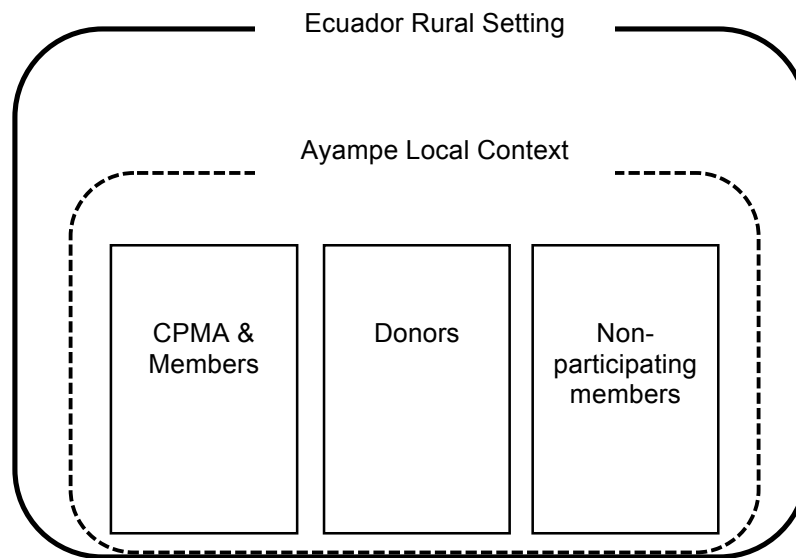 Ecuador Rural Setting
Ayampe Local Context
CPMA &
Members
Donors
Non-
participating
members